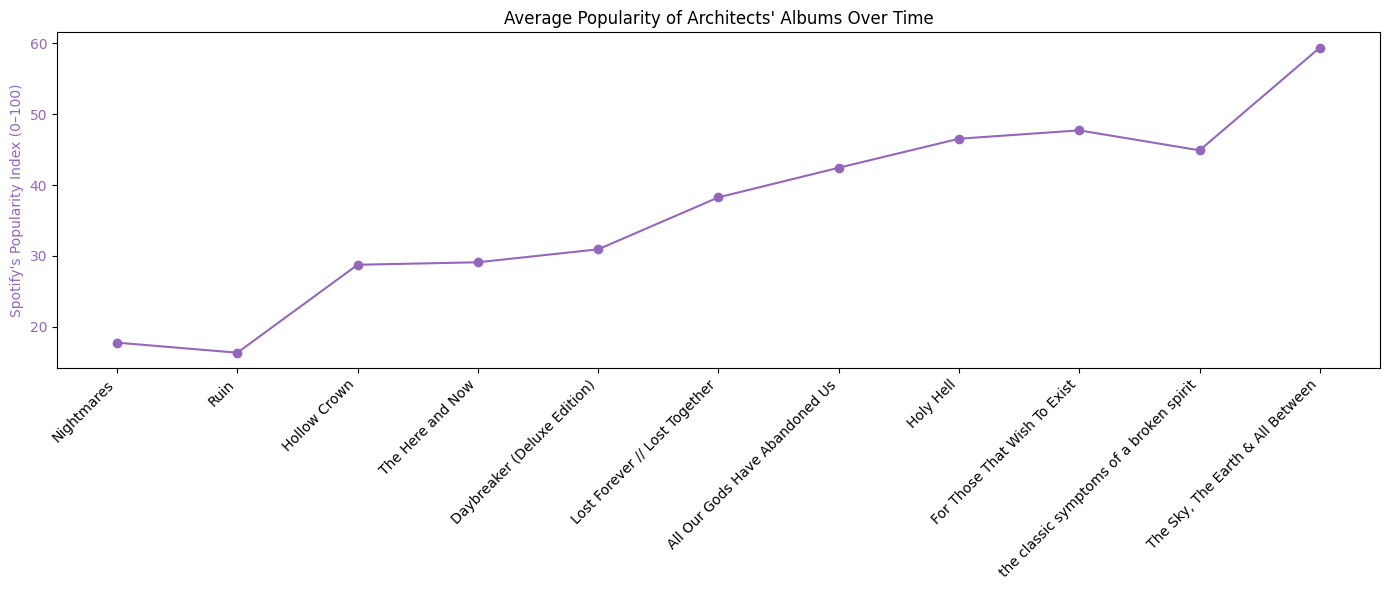 Average Popularity of Architects' Albums Over Time
Spotify's Popularity Index (0–100)
60
50
40
30
20
Nightmares
Ruin
Hollow Crown
The Here and Now
Daybreaker (Deluxe Edition)
Lost Forever // Lost Together
All Our Gods Have Abandoned Us
Holy Hell
For Those That Wish To Exist
the classic symptoms of a broken spirit
The Sky, The Earth & All Between